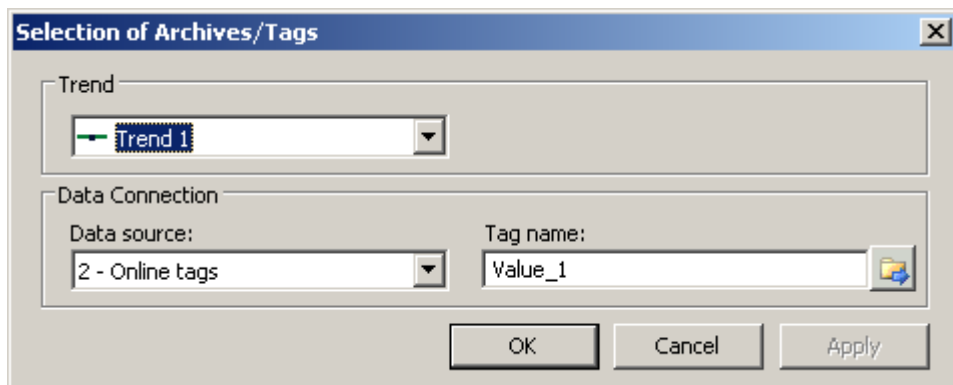 Selection of Archives/Tags
Trend
Trend 1
Data Connection
Data source: Tag name:
2 - Online tags Value_1
OK Cancel Apply